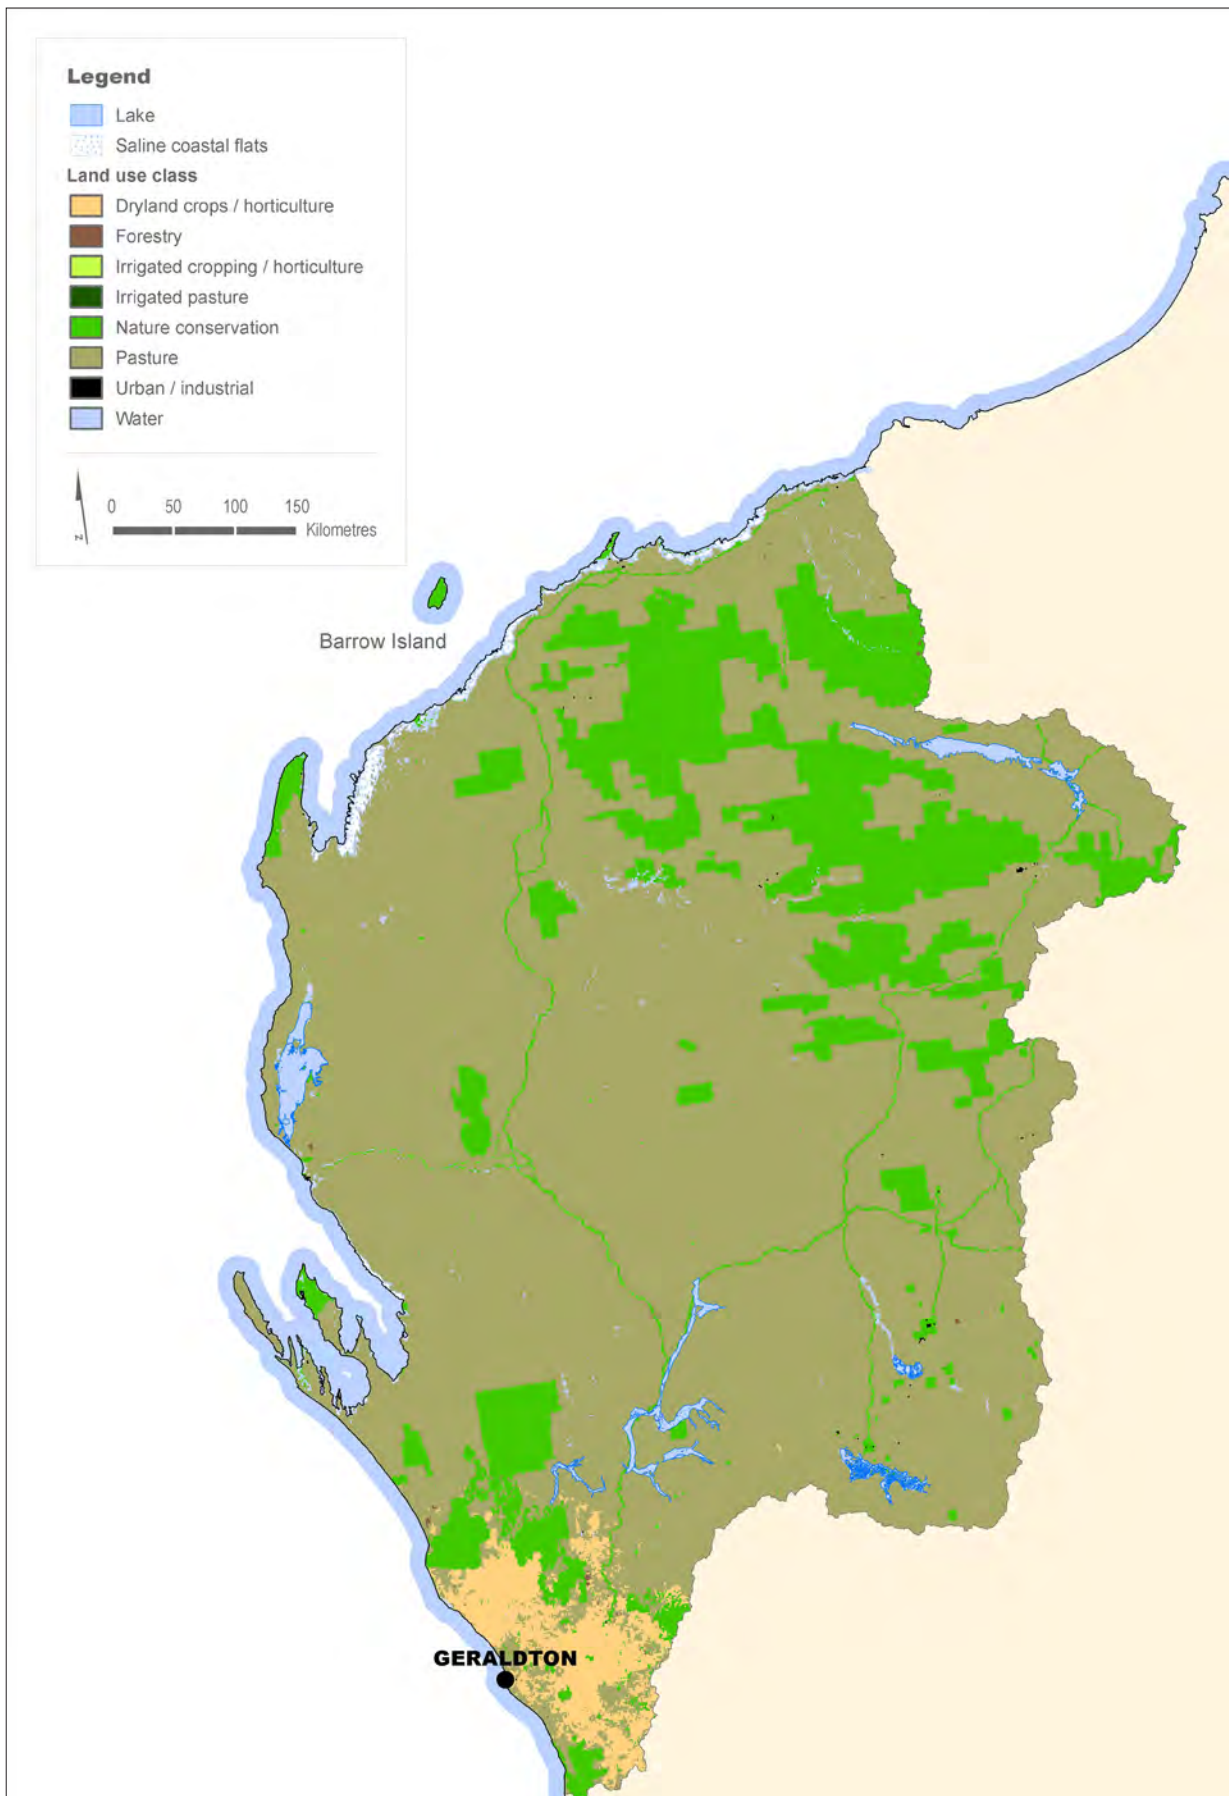 Legend
Lake
Saline coastal flats
Land use class
Dryland crops / horticulture
Forestry
Irrigated cropping / horticulture
Irrigated pasture
Nature conservation
Pasture
Urban / industrial
Water
0 50 100 150
Kilometres
N
Barrow Island
GERALDTON